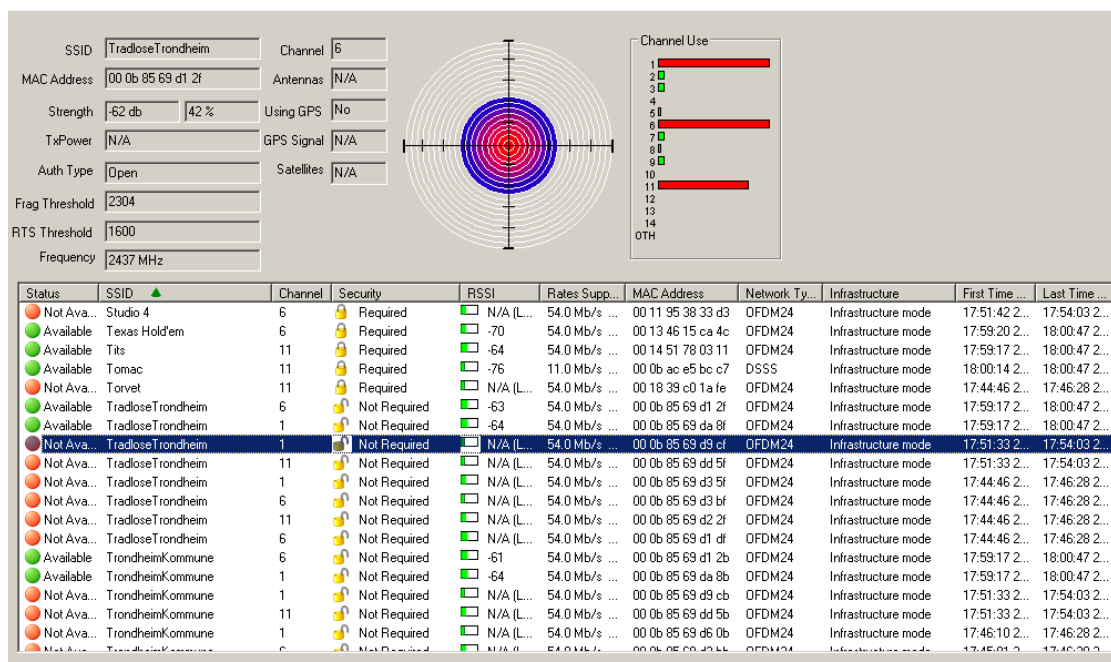 SSID TradloseTrondheim Channel 6 Channel Use
MAC Address 00 0b 85 69 d1 2f Antennas N/A
Strength -62 db 42 % Using GPS No
TxPower N/A GPS Signal N/A
Auth Type Open Satellites N/A
Frag Threshold 2304
RTS Threshold 1600
Frequency 2437 MHz
1
2
3
4
5
6
7
8
9
10
11
12
13
14
OTH
Status SSID Channel Security RSSI Rates Supp... MAC Address Network Ty... Infrastructure First Time ... Last Time ...
Not Ava... Studio 4 6 Required N/A (L... 54.0 Mb/s ... 00 11 95 38 33 d3 OFDM24 Infrastructure mode 17:51:42 2... 17:54:03 2...
Available Texas Hold'em 6 Required -70 54.0 Mb/s ... 00 13 46 15 ca 4c OFDM24 Infrastructure mode 17:59:20 2... 18:00:47 2...
Available Tits 11 Required -64 54.0 Mb/s ... 00 14 51 78 03 11 OFDM24 Infrastructure mode 17:59:17 2... 18:00:47 2...
Available Tomac 11 Required -76 11.0 Mb/s ... 00 0b ac e5 bc c7 DSSS Infrastructure mode 18:00:14 2... 18:00:47 2...
Not Ava... Torvet 11 Required N/A (L... 54.0 Mb/s ... 00 18 39 c0 1a fe OFDM24 Infrastructure mode 17:44:46 2... 17:46:28 2...
Available TradloseTrondheim 6 Not Required -63 54.0 Mb/s ... 00 0b 85 69 d1 2f OFDM24 Infrastructure mode 17:59:17 2... 18:00:47 2...
Available TradloseTrondheim 1 Not Required -64 54.0 Mb/s ... 00 0b 85 69 da 8f OFDM24 Infrastructure mode 17:59:17 2... 18:00:47 2...
Not Ava... TradloseTrondheim 1 Not Required N/A (L... 54.0 Mb/s ... 00 0b 85 69 d9 cf OFDM24 Infrastructure mode 17:51:33 2... 17:54:03 2...
Not Ava... TradloseTrondheim 11 Not Required N/A (L... 54.0 Mb/s ... 00 0b 85 69 dd 5f OFDM24 Infrastructure mode 17:51:33 2... 17:54:03 2...
Not Ava... TradloseTrondheim 1 Not Required N/A (L... 54.0 Mb/s ... 00 0b 85 69 d3 5f OFDM24 Infrastructure mode 17:44:46 2... 17:46:28 2...
Not Ava... TradloseTrondheim 6 Not Required N/A (L... 54.0 Mb/s ... 00 0b 85 69 d3 bf OFDM24 Infrastructure mode 17:44:46 2... 17:46:28 2...
Not Ava... TradloseTrondheim 11 Not Required N/A (L... 54.0 Mb/s ... 00 0b 85 69 d2 2f OFDM24 Infrastructure mode 17:44:46 2... 17:46:28 2...
Not Ava... TradloseTrondheim 6 Not Required N/A (L... 54.0 Mb/s ... 00 0b 85 69 d1 df OFDM24 Infrastructure mode 17:44:46 2... 17:46:28 2...
Available TrondheimKommune 6 Not Required -61 54.0 Mb/s ... 00 0b 85 69 d1 2b OFDM24 Infrastructure mode 17:59:17 2... 18:00:47 2...
Available TrondheimKommune 1 Not Required -64 54.0 Mb/s ... 00 0b 85 69 da 8b OFDM24 Infrastructure mode 17:59:17 2... 18:00:47 2...
Not Ava... TrondheimKommune 1 Not Required N/A (L... 54.0 Mb/s ... 00 0b 85 69 d9 cb OFDM24 Infrastructure mode 17:51:33 2... 17:54:03 2...
Not Ava... TrondheimKommune 11 Not Required N/A (L... 54.0 Mb/s ... 00 0b 85 69 dd 5b OFDM24 Infrastructure mode 17:51:33 2... 17:54:03 2...
Not Ava... TrondheimKommune 1 Not Required N/A (L... 54.0 Mb/s ... 00 0b 85 69 d6 0b OFDM24 Infrastructure mode 17:46:10 2... 17:46:28 2...